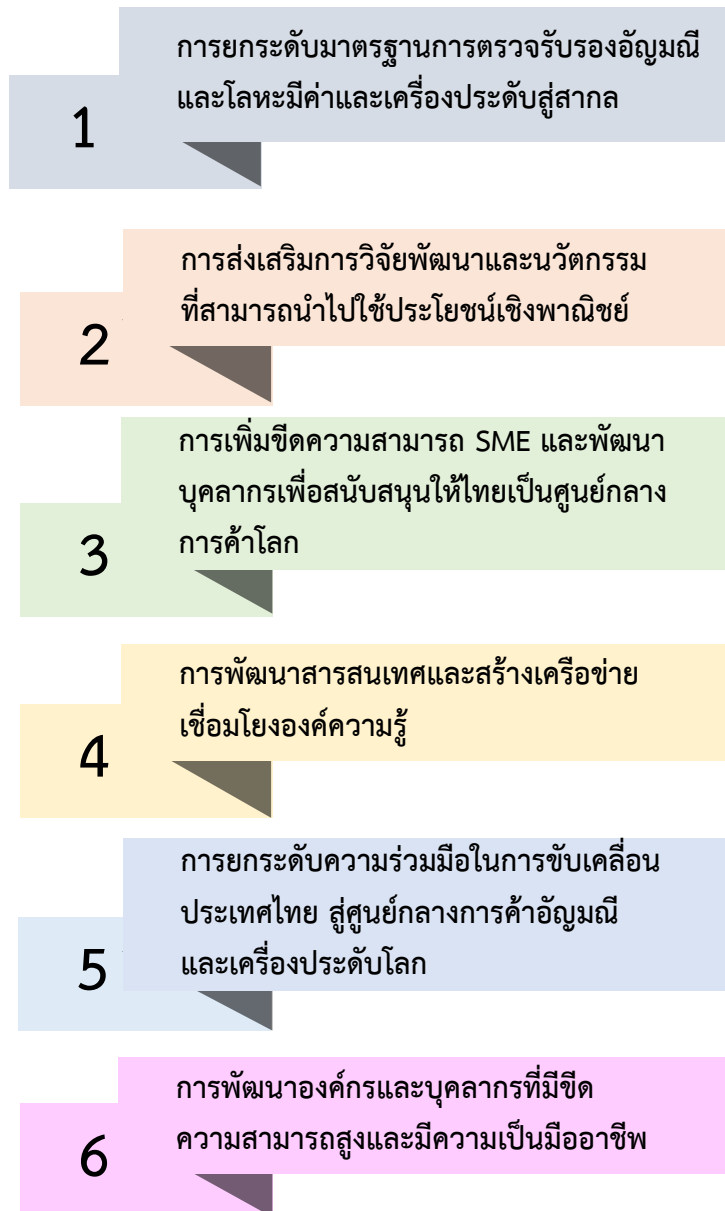 1
การยกระดับมาตรฐานการตรวจรับรองอัญมณี
และโลหะมีค่าและเครื่องประดับสู่สากล
2
การส่งเสริมการวิจัยพัฒนาและนวัตกรรม
ที่สามารถนำไปใช้ประโยชน์เชิงพาณิชย์
3
การเพิ่มขีดความสามารถ SME และพัฒนา
บุคลากรเพื่อสนับสนุนให้ไทยเป็นศูนย์กลาง
การค้าโลก
4
การพัฒนาสารสนเทศและสร้างเครือข่าย
เชื่อมโยงองค์ความรู้
5
การยกระดับความร่วมมือในการขับเคลื่อน
ประเทศไทย สู่ศูนย์กลางการค้าอัญมณี
และเครื่องประดับโลก
6
การพัฒนาองค์กรและบุคลากรที่มีขีด
ความสามารถสูงและมีความเป็นมืออาชีพ